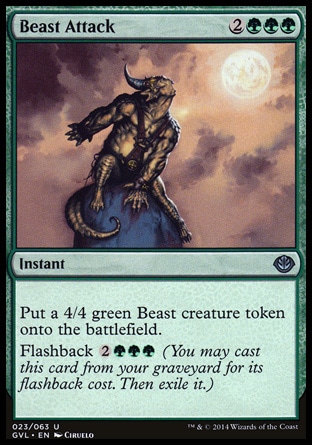 Beast Attack 2
Instant
Put a 4/4 green Beast creature token
onto the battlefield.
Flashback 2 (You may cast
this card from your graveyard for its
flashback cost. Then exile it.)
023/063 U
GVL • EN CIRUELO ™ & © 2014 Wizards of the Coast